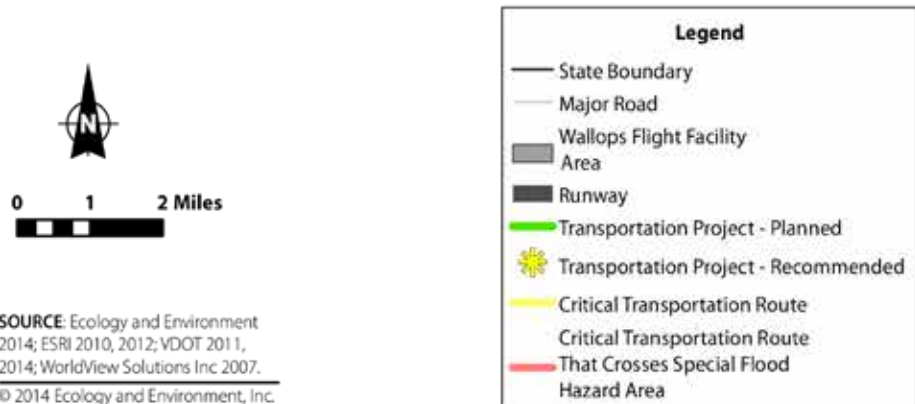 N
0 1 2 Miles
SOURCE: Ecology and Environment
2014; ESRI 2010, 2012; VDOT 2011,
2014; WorldView Solutions Inc 2007.
© 2014 Ecology and Environment, Inc.
Legend
State Boundary
Major Road
Wallops Flight Facility
Area
Runway
Transportation Project - Planned
Transportation Project - Recommended
Critical Transportation Route
Critical Transportation Route
That Crosses Special Flood
Hazard Area